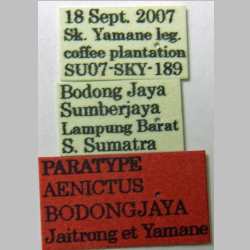 18 Sept. 2007
Sk. Yamane leg.
coffee plantation
SU07-SKY-189
Bodong Jaya
Sumberjaya
Lampung Barat
S. Sumatra
PARATYPE
AENICTUS
BODONGJAYA
Jaitrong et Yamane